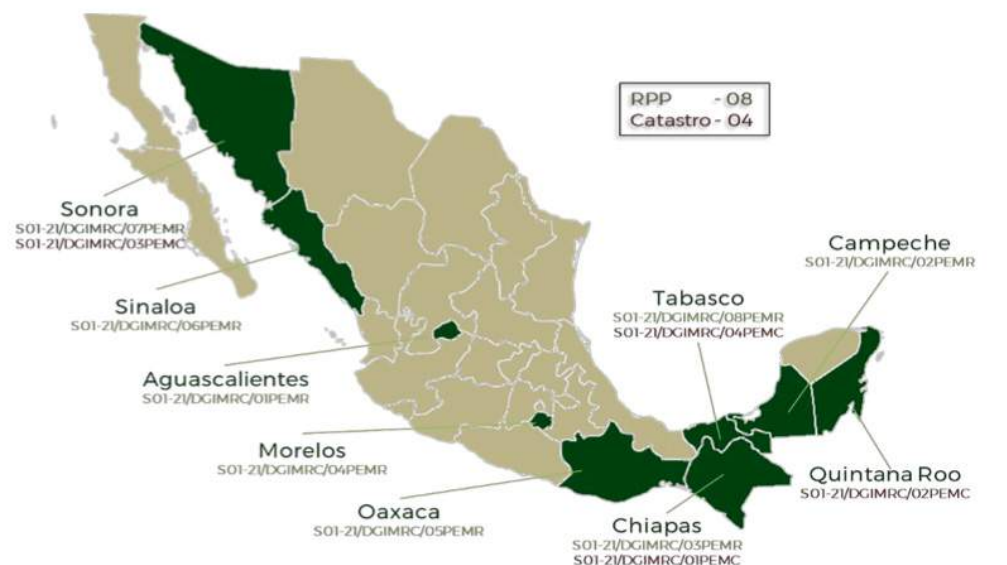 RPP - 08
Catastro - 04
Sonora
S01-21/DGIMRC/07PEMR
S01-21/DGIMRC/03PEMC
Campeche
S01-21/DGIMRC/02PEMR
Sinaloa
S01-21/DGIMRC/06PEMR
Tabasco
S01-21/DGIMRC/08PEMR
S01-21/DGIMRC/04PEMC
Aguascalientes
S01-21/DGIMRC/01PEMR
Morelos
S01-21/DGIMRC/04PEMR
Quintana Roo
S01-21/DGIMRC/02PEMC
Oaxaca
S01-21/DGIMRC/05PEMR
Chiapas
S01-21/DGIMRC/03PEMR
S01-21/DGIMRC/01PEMC